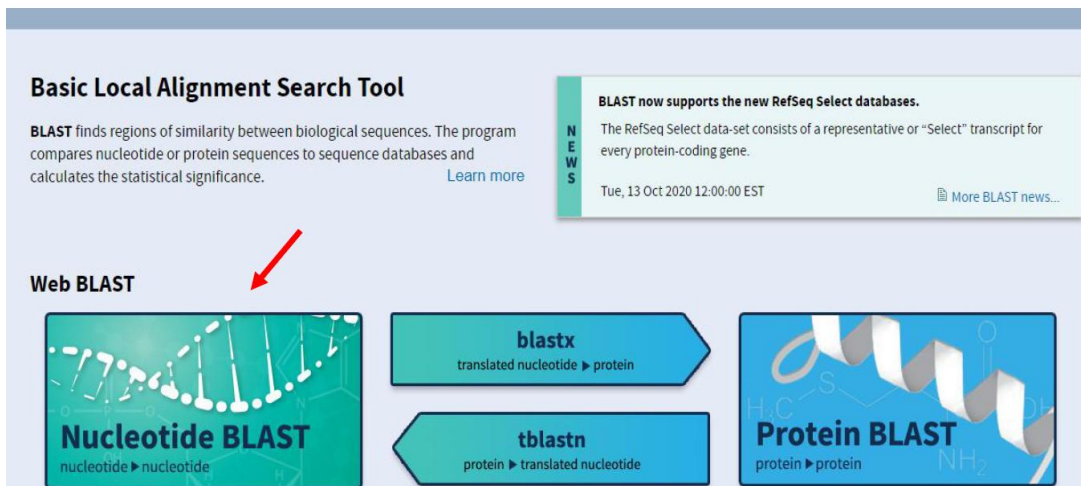 Basic Local Alignment Search Tool
BLAST finds regions of similarity between biological sequences. The program
compares nucleotide or protein sequences to sequence databases and
calculates the statistical significance.
Learn more
NEWS
BLAST now supports the new RefSeq Select databases.
The RefSeq Select data-set consists of a representative or “Select” transcript for
every protein-coding gene.
Tue, 13 Oct 2020 12:00:00 EST
More BLAST news...
Web BLAST
Nucleotide BLAST
nucleotide ▶ nucleotide
blastx
translated nucleotide ▶ protein
tblastn
protein ▶ translated nucleotide
Protein BLAST
protein ▶ protein
O
S
H₃C
OH
NH₂